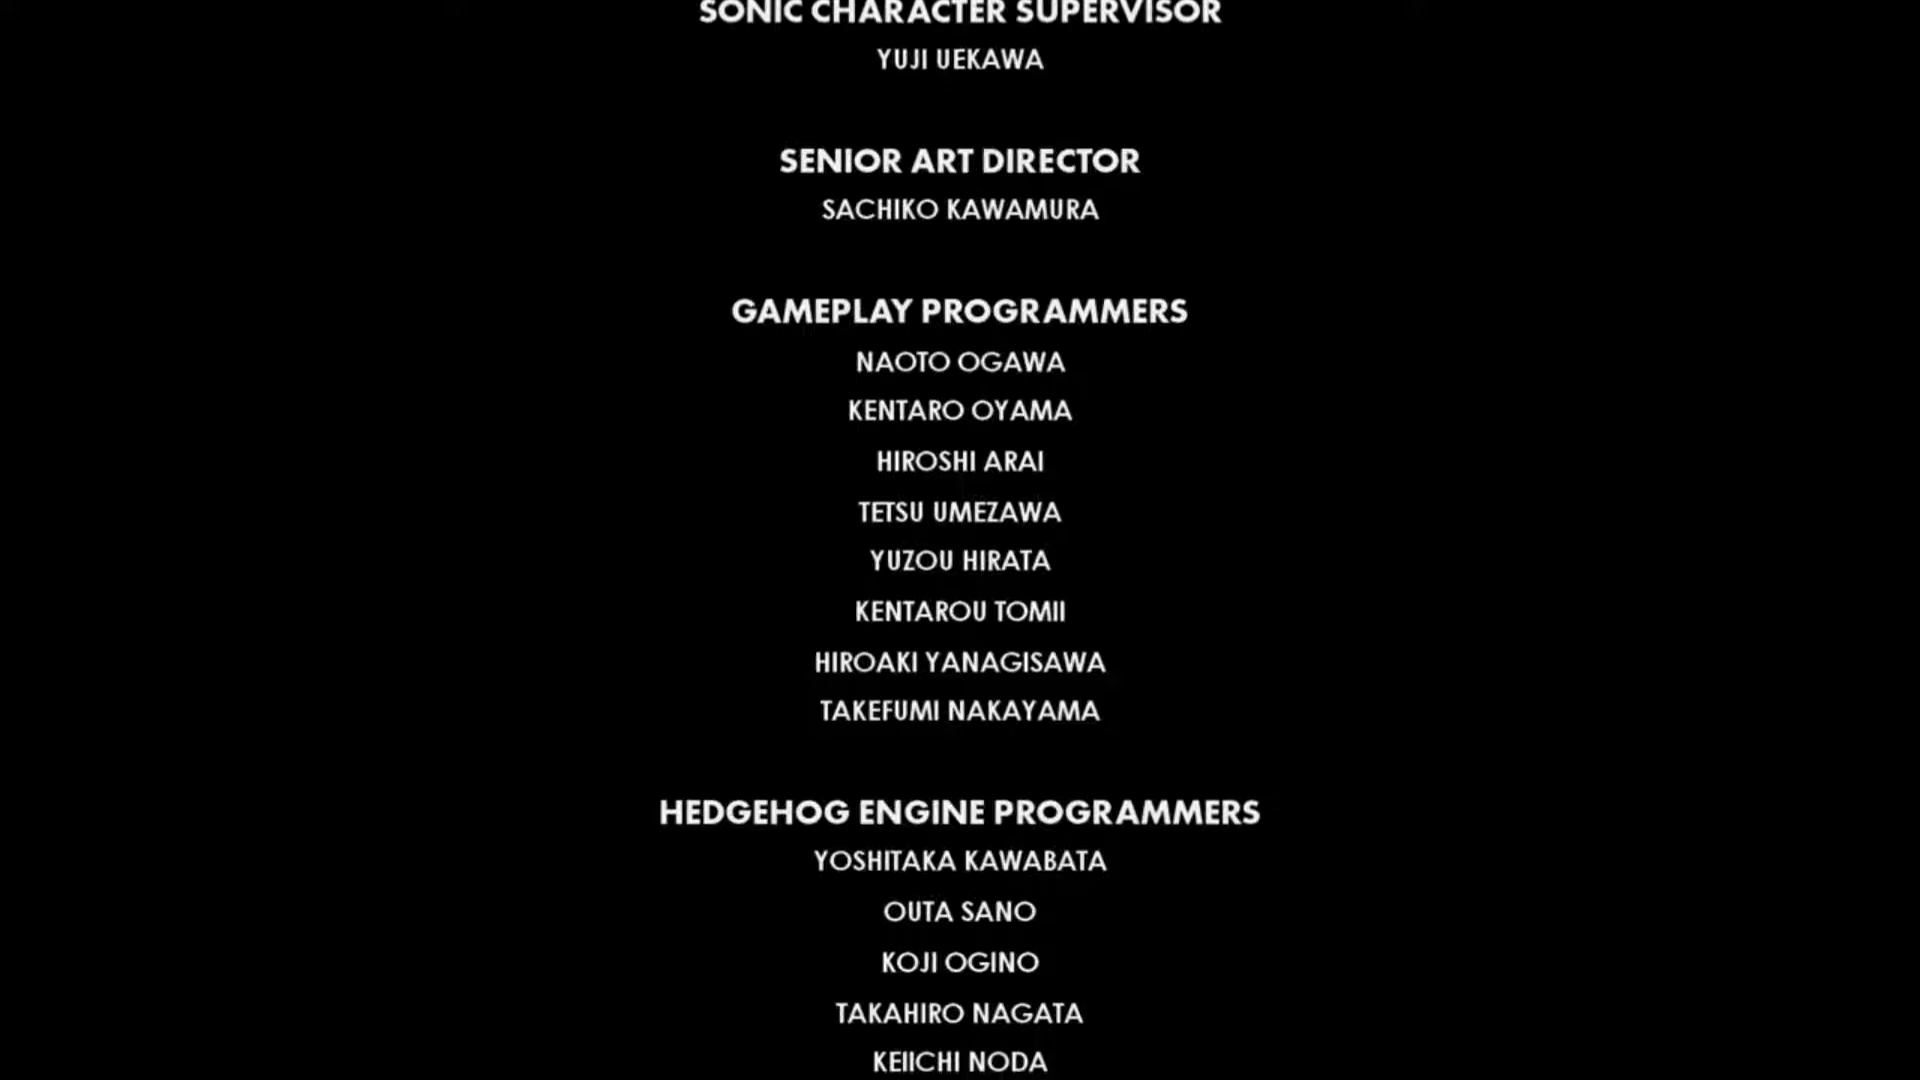 SONIC CHARACTER SUPERVISOR
YUJI UEKAWA
SENIOR ART DIRECTOR
SACHIKO KAWAMURA
GAMEPLAY PROGRAMMERS
NAOTO OGAWA
KENTARO OYAMA
HIROSHI ARAI
TETSU UMEZAWA
YUZOU HIRATA
KENTAROU TOMII
HIROAKI YANAGISAWA
TAKEFUMI NAKAYAMA
HEDGEHOG ENGINE PROGRAMMERS
YOSHITAKA KAWABATA
OUTA SANO
KOJI OGINO
TAKAHIRO NAGATA
KEIICHI NODA